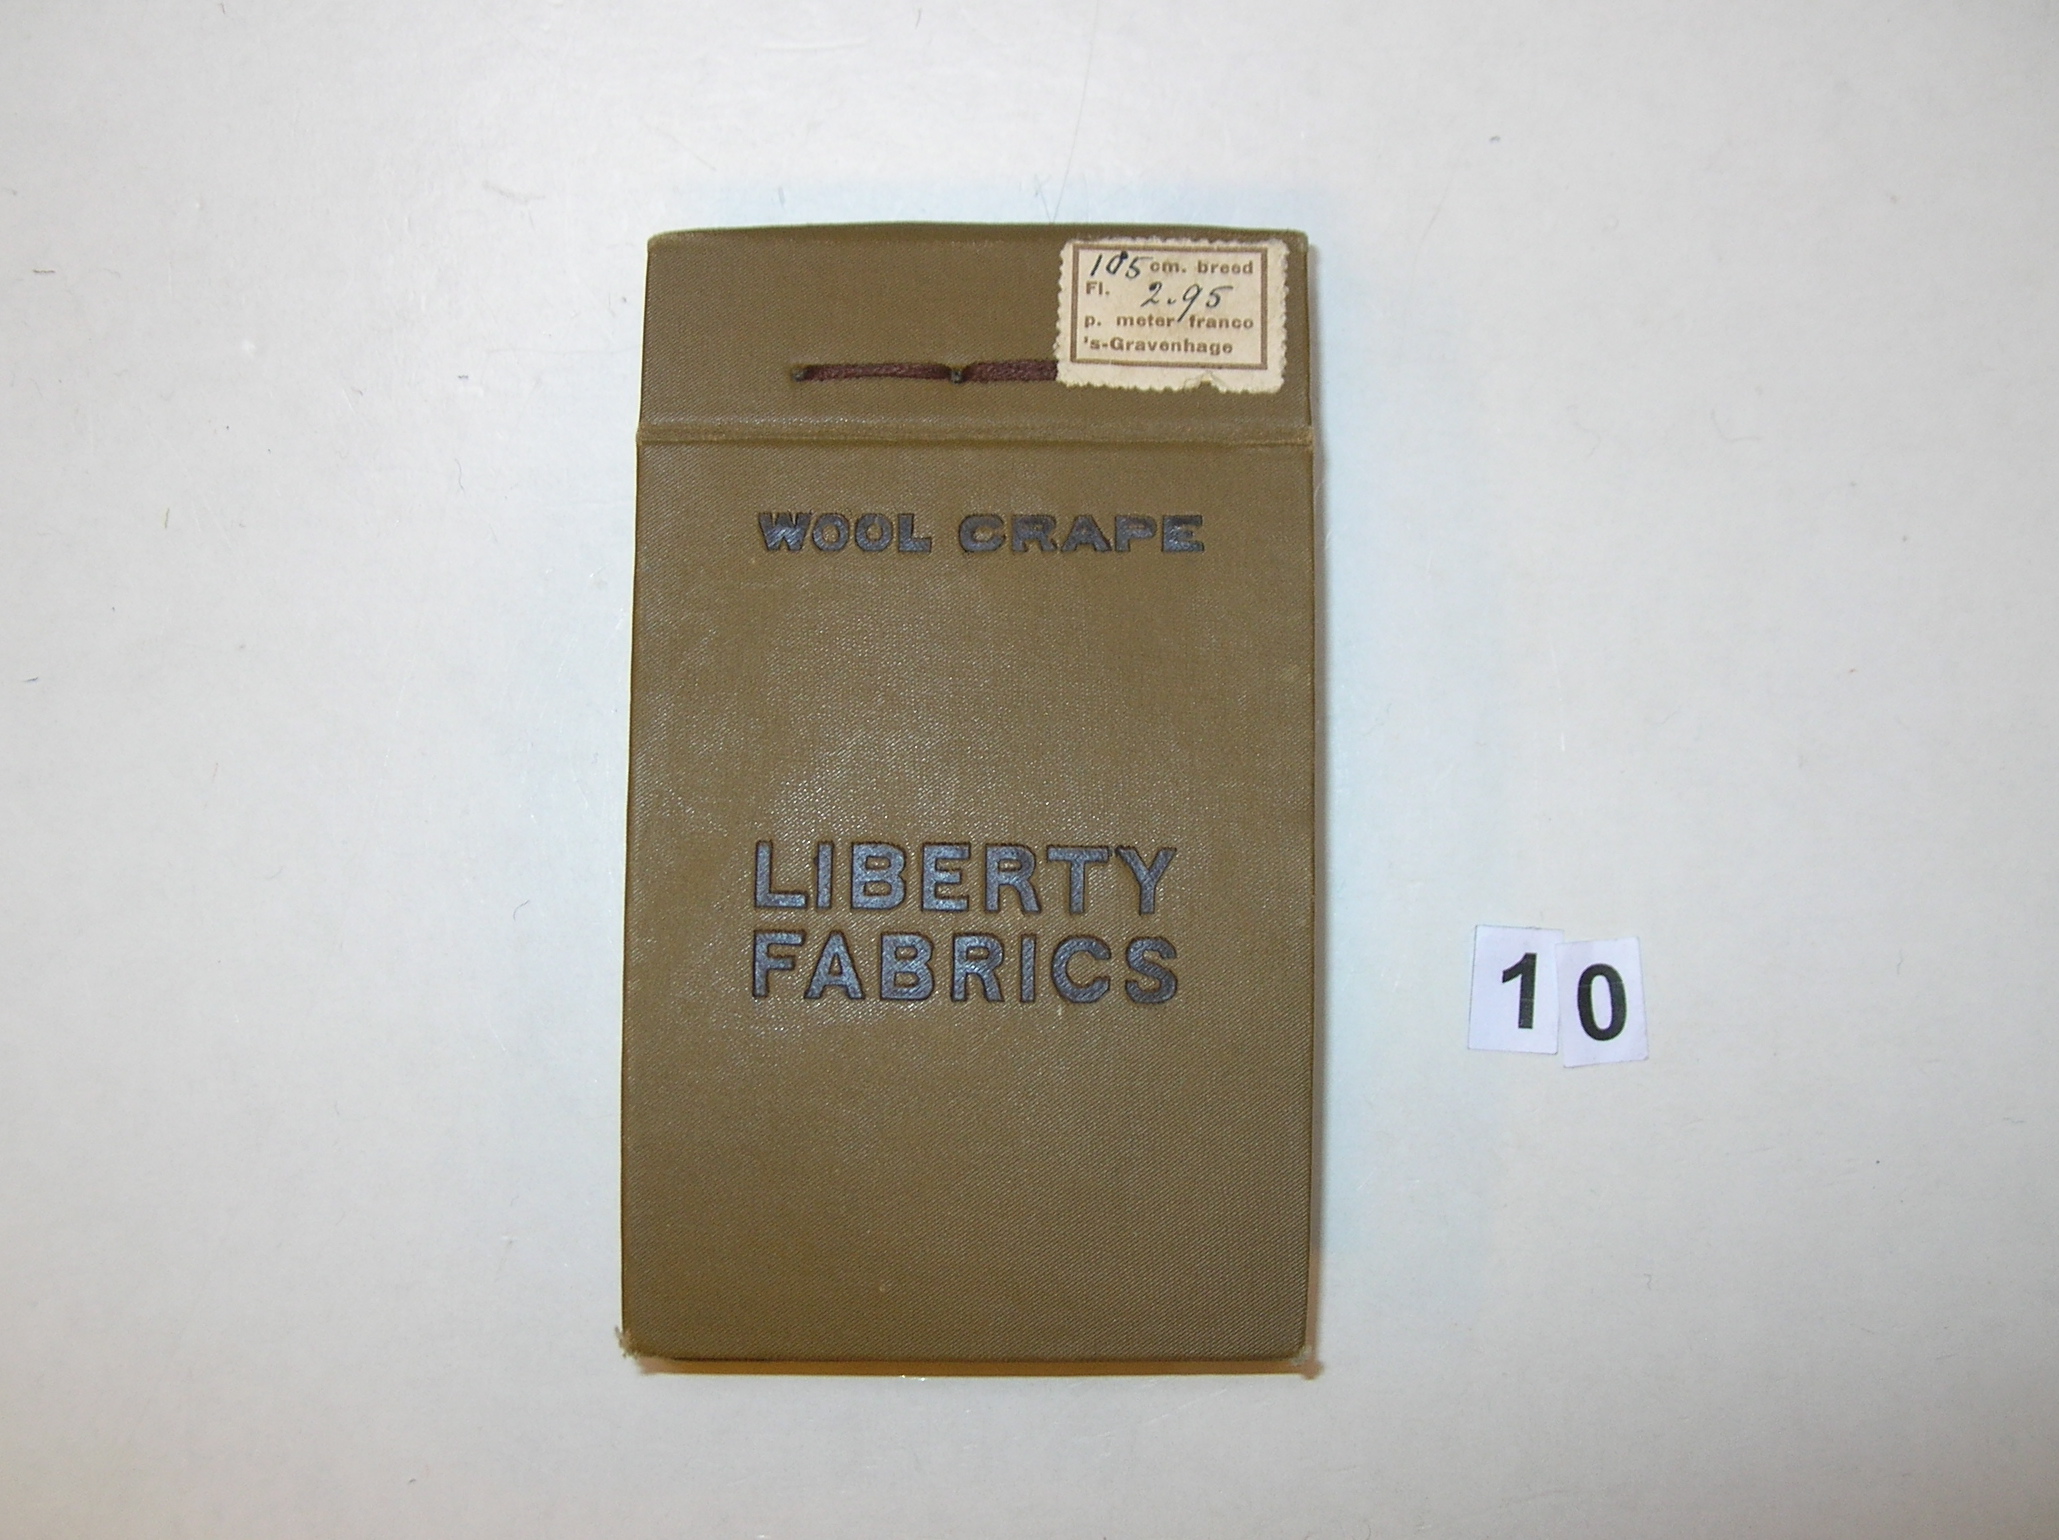 105 cm. breed
Fl. 2.95
p. meter franco
's-Gravenhage
WOOL CRAPE
LIBERTY
FABRICS
10